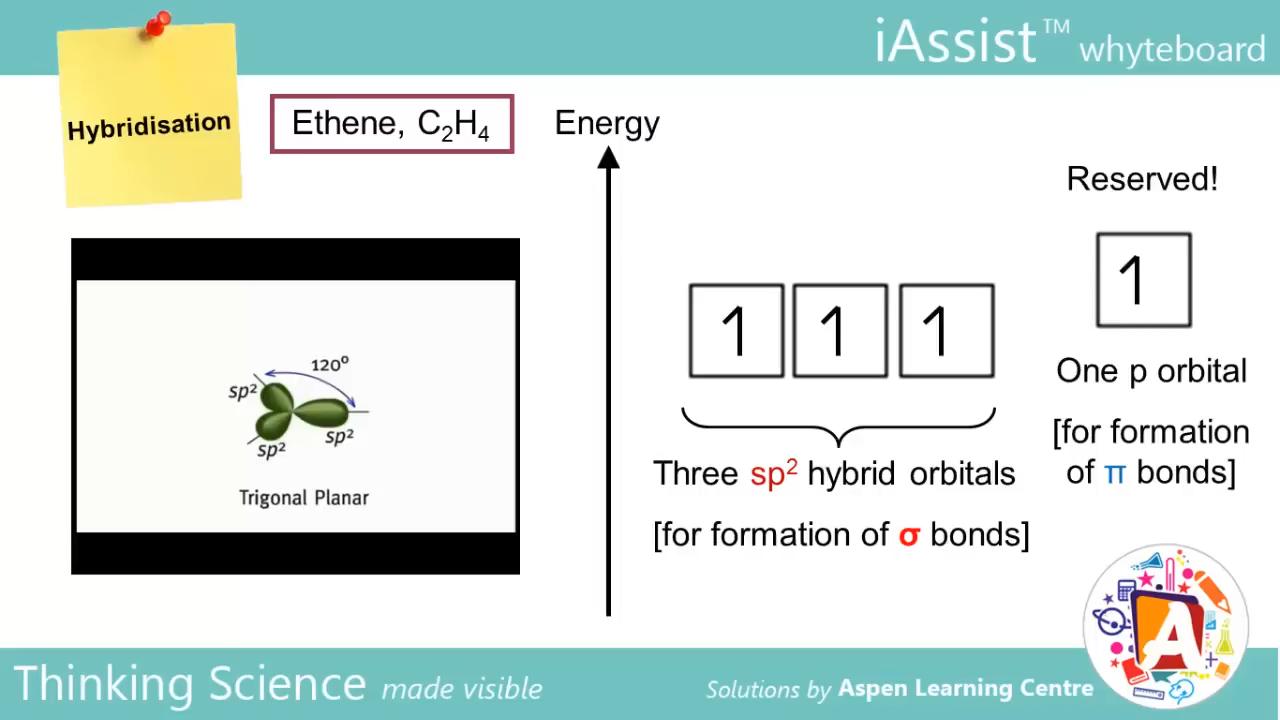 iAssist™ whyteboard
Hybridisation
Ethene, C₂H₄
Energy
Reserved!
1
1 1 1
One p orbital
[for formation
of π bonds]
120⁰
sp²
sp²
sp²
Trigonal Planar
Three sp² hybrid orbitals
[for formation of σ bonds]
A
Thinking Science made visible
Solutions by Aspen Learning Centre